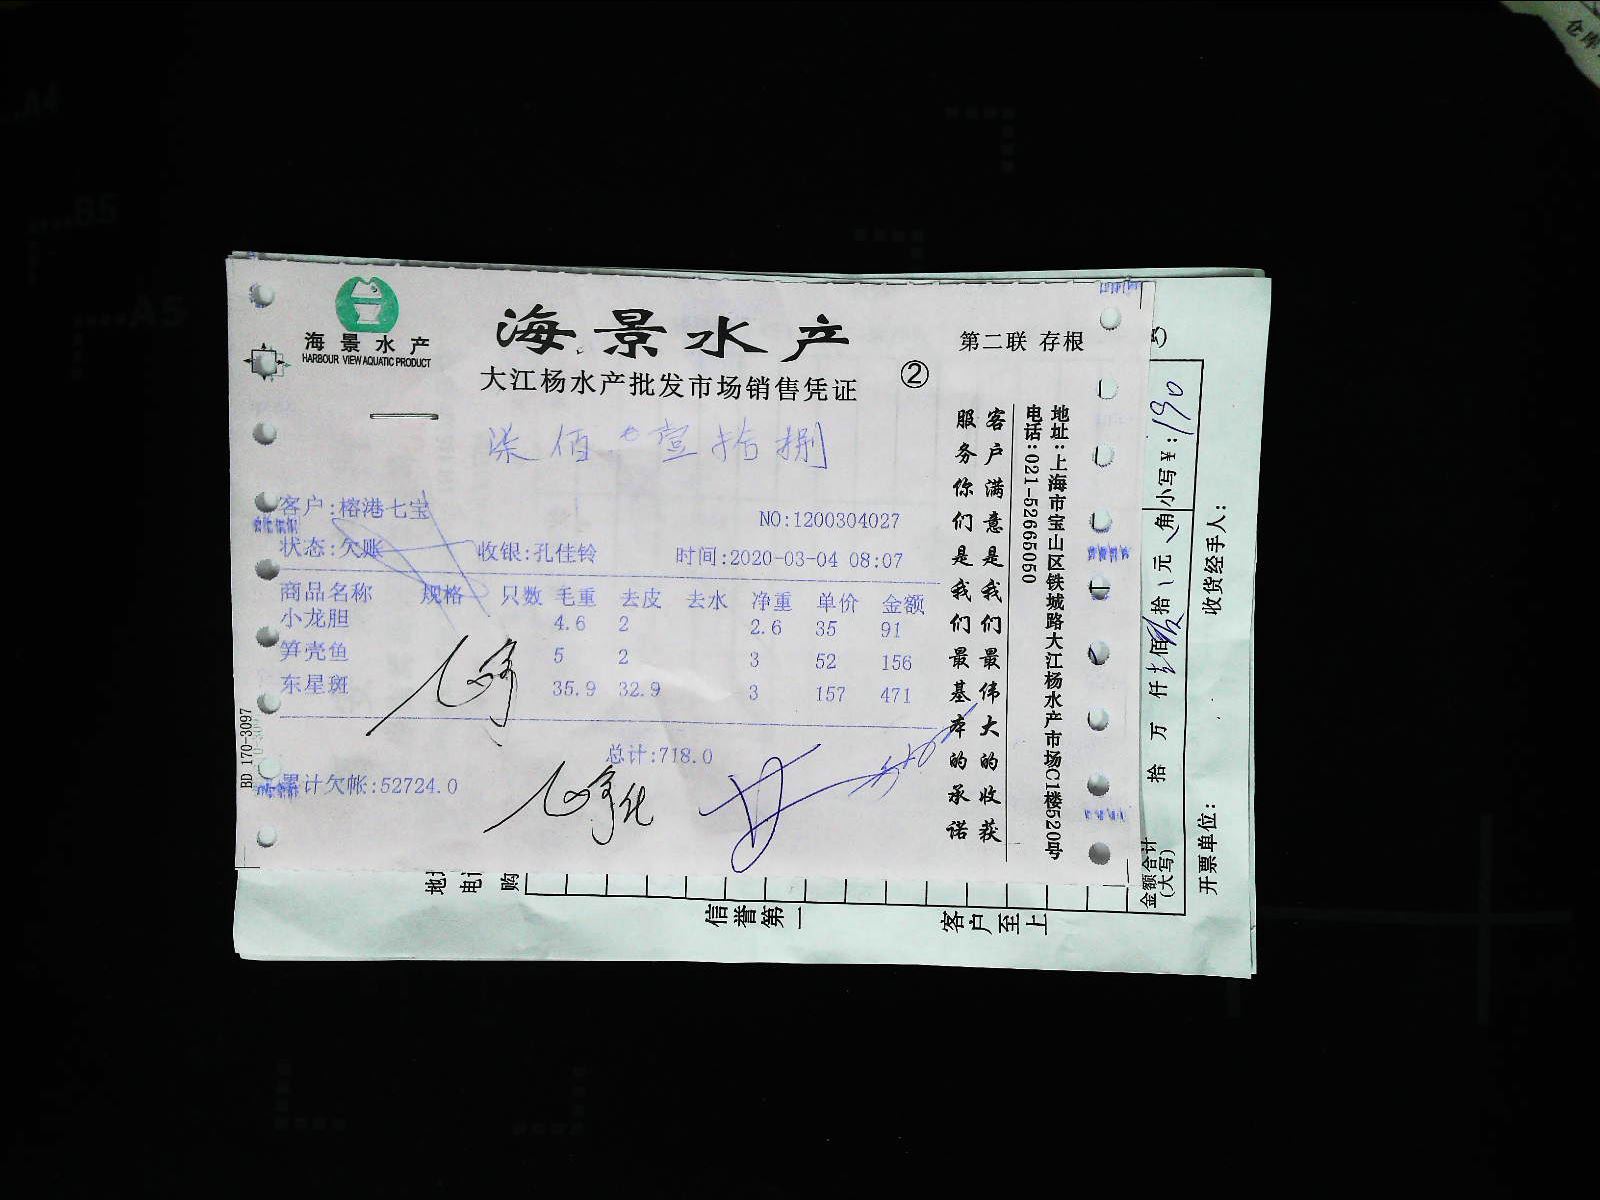 海景水产
HARBOUR VIEW AQUATIC PRODUCT
海景水产
大江杨水产批发市场销售凭证
②
第二联 存根
柒佰 壹拾捌
客户:榕港七宝
NO:1200304027
状态:欠账 收银:孔佳铃 时间:2020-03-04 08:07
商品名称 规格 只数 毛重 去皮 去水 净重 单价 金额
小龙胆 4.6 2 2.6 35 91
笋壳鱼 5 2 3 52 156
东星斑 35.9 32.9 3 157 471
总计:718.0
累计欠帐:52724.0
客户满意是我们最伟大的收获
服务你们是我们最基本的承诺
地址:上海市宝山区铁城路大江杨水产市场C1楼520号
电话:021-52665050
BD 170-3097
金额合计
(大写)
拾 万 仟 佰 拾 元 角 小写¥:190
开票单位:
收货经手人:
购
信誉第一
客户至上
仓库
A4
B5
A5